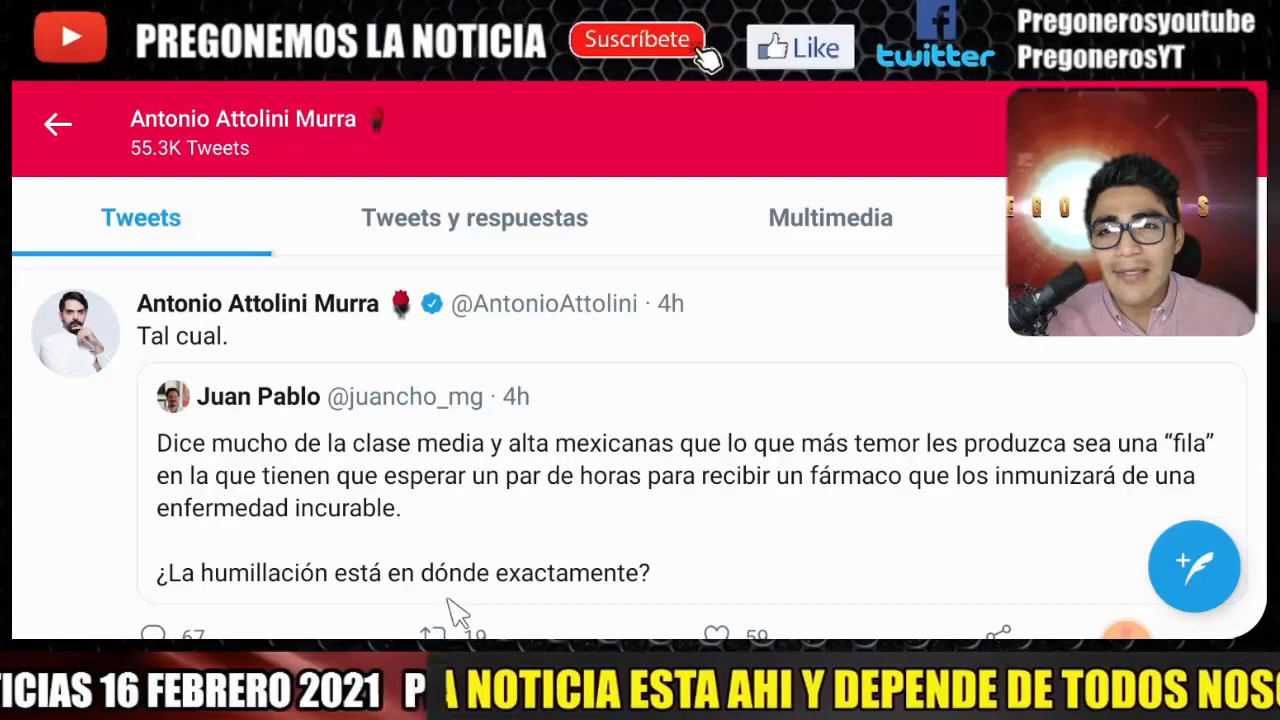 PREGONEMOS LA NOTICIA
Suscríbete
Like
twitter
Pregonerosyoutube
PregonerosYT
Antonio Attolini Murra
55.3K Tweets
Tweets
Tweets y respuestas
Multimedia
Antonio Attolini Murra @AntonioAttolini · 4h
Tal cual.
Juan Pablo @juancho_mg · 4h
Dice mucho de la clase media y alta mexicanas que lo que más temor les produzca sea una “fila”
en la que tienen que esperar un par de horas para recibir un fármaco que los inmunizará de una
enfermedad incurable.
¿La humillación está en dónde exactamente?
67
19
59
TICIAS 16 FEBRERO 2021 P
A NOTICIA ESTA AHI Y DEPENDE DE TODOS NOS